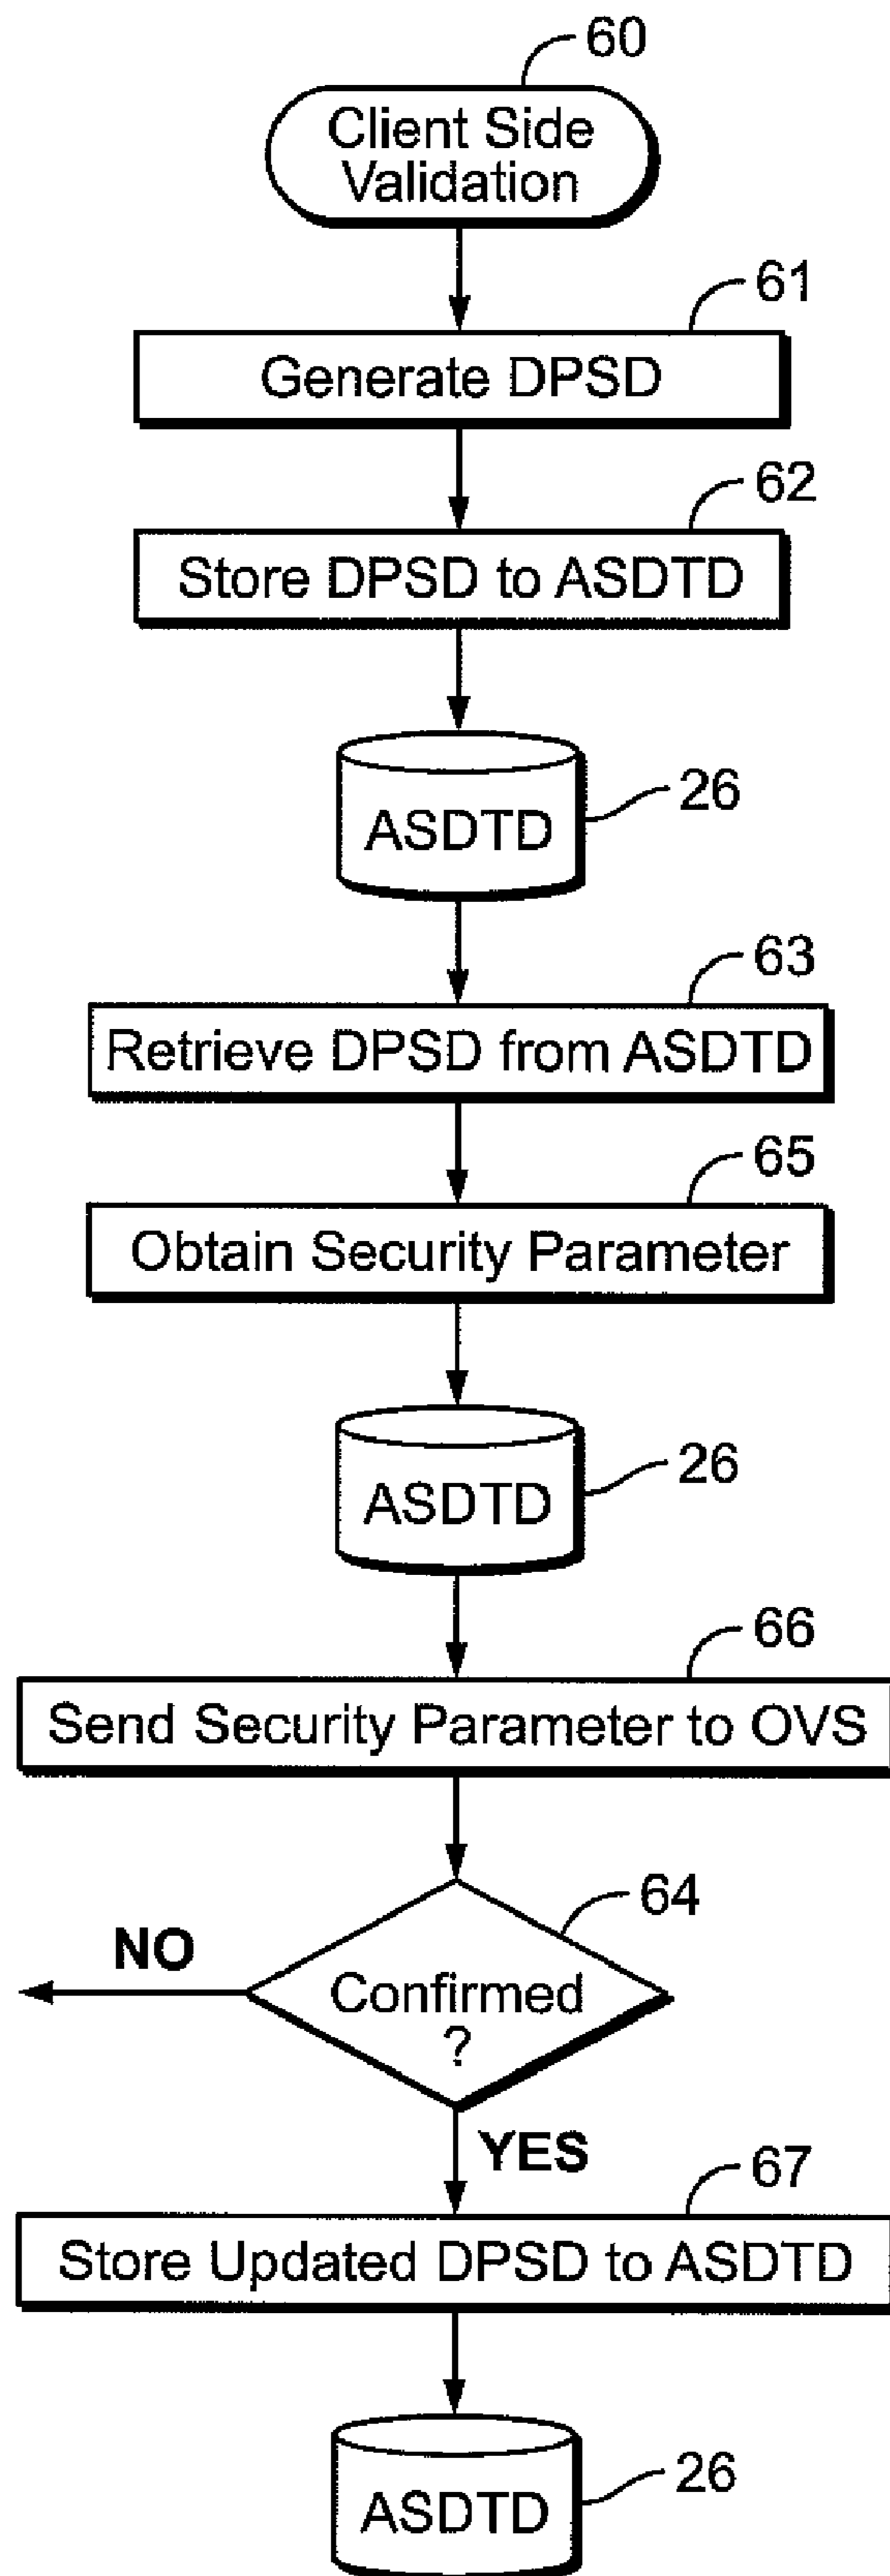 60
Client Side
Validation
61
Generate DPSD
62
Store DPSD to ASDTD
ASDTD
26
63
Retrieve DPSD from ASDTD
65
Obtain Security Parameter
ASDTD
26
66
Send Security Parameter to OVS
64
NO
Confirmed
?
YES
67
Store Updated DPSD to ASDTD
ASDTD
26